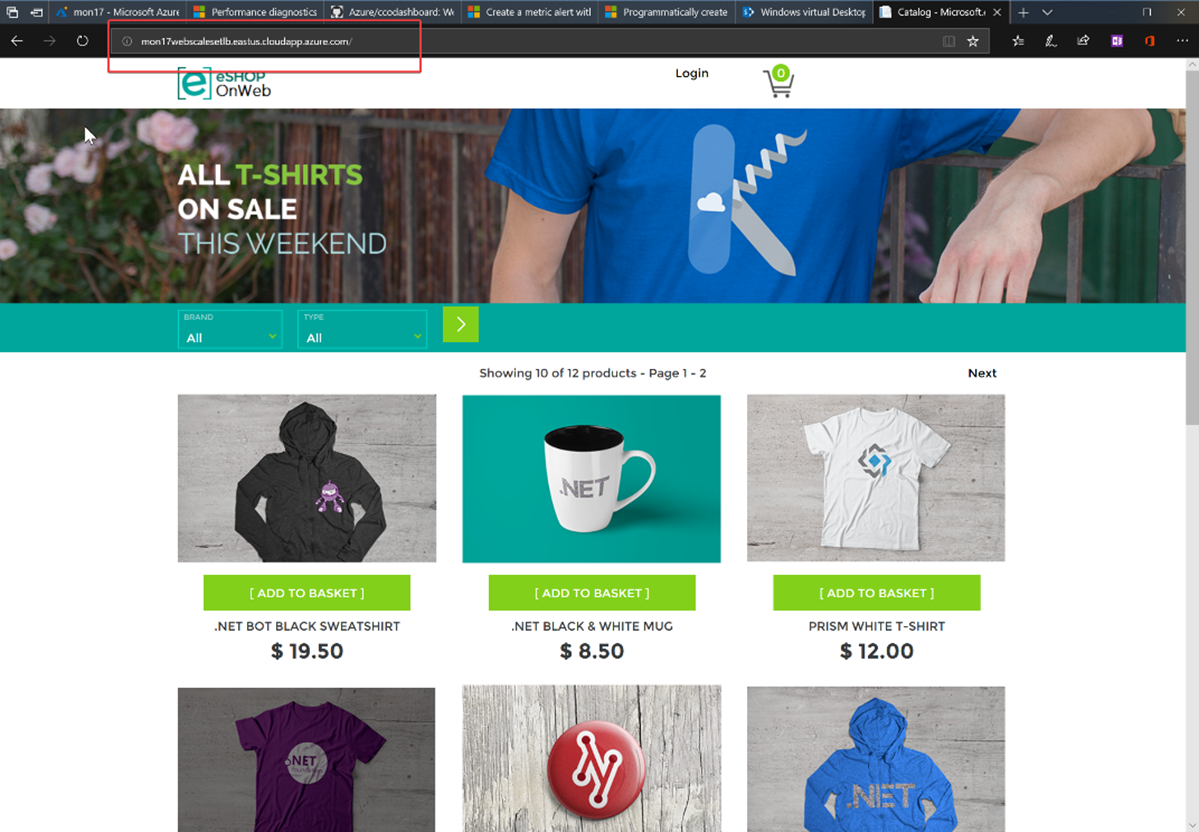 mon17 - Microsoft Azure
Performance diagnostics
Azure/ccodashboard: We
Create a metric alert with
Programmatically create
Windows virtual Desktop
Catalog - Microsoft.e
mon17webscalesetlb.eastus.cloudapp.azure.com/
e eSHOP
OnWeb
Login
0
ALL T-SHIRTS
ON SALE
THIS WEEKEND
BRAND
All
TYPE
All
Showing 10 of 12 products - Page 1 - 2
Next
.NET
[ ADD TO BASKET ]
[ ADD TO BASKET ]
[ ADD TO BASKET ]
.NET BOT BLACK SWEATSHIRT
.NET BLACK & WHITE MUG
PRISM WHITE T-SHIRT
$ 19.50
$ 8.50
$ 12.00
.NET
foundation
.NET